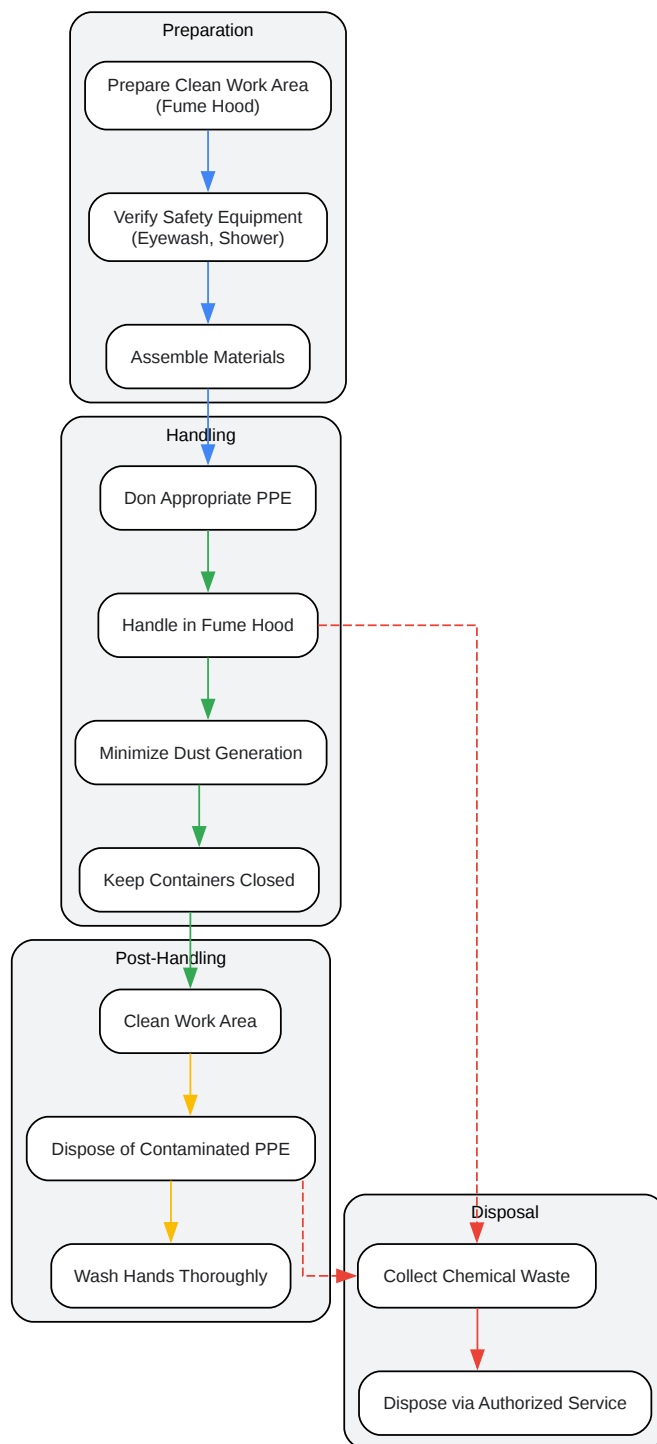 Preparation
Prepare Clean Work Area
(Fume Hood)
Verify Safety Equipment
(Eyewash, Shower)
Assemble Materials
Handling
Don Appropriate PPE
Handle in Fume Hood
Minimize Dust Generation
Keep Containers Closed
Post-Handling
Clean Work Area
Dispose of Contaminated PPE
Wash Hands Thoroughly
Disposal
Collect Chemical Waste
Dispose via Authorized Service